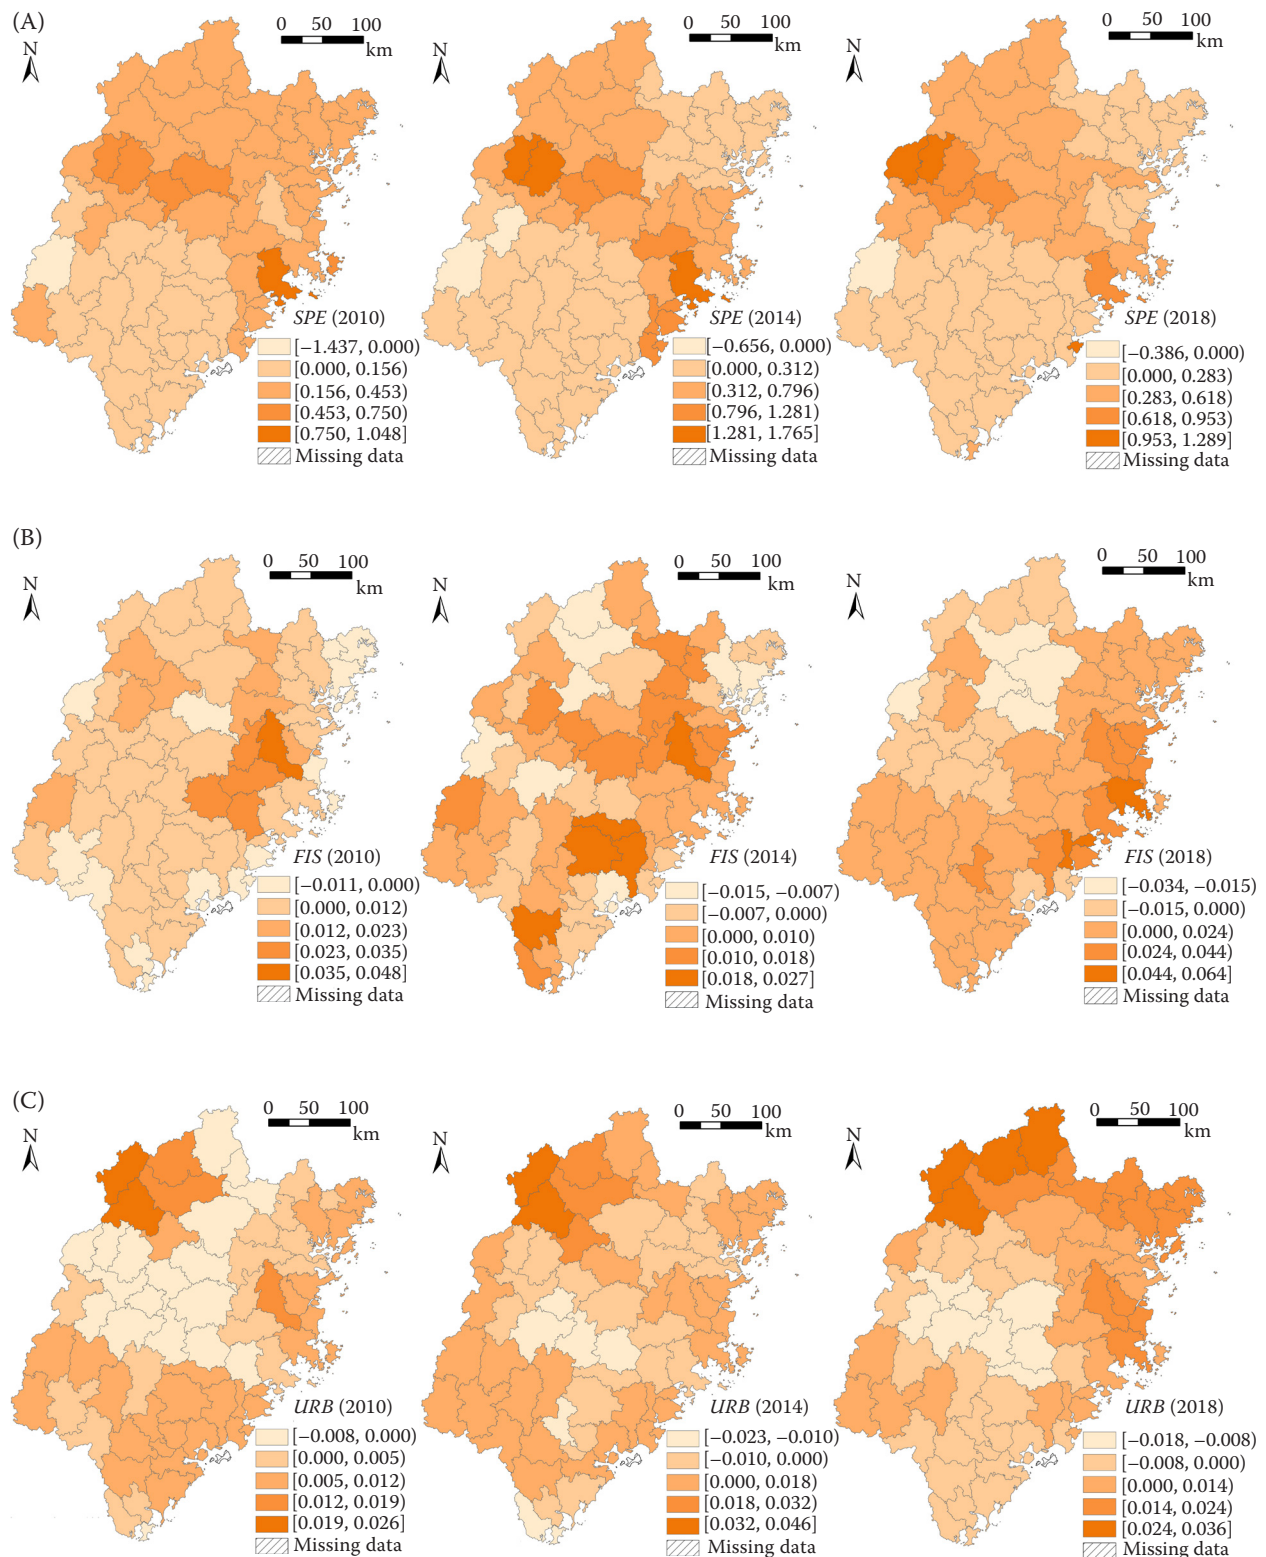 (A)
0 50 100
km
N
SPE (2010)
[−1.437, 0.000)
[0.000, 0.156)
[0.156, 0.453)
[0.453, 0.750)
[0.750, 1.048]
Missing data
0 50 100
km
N
SPE (2014)
[−0.656, 0.000)
[0.000, 0.312)
[0.312, 0.796)
[0.796, 1.281)
[1.281, 1.765]
Missing data
0 50 100
km
N
SPE (2018)
[−0.386, 0.000)
[0.000, 0.283)
[0.283, 0.618)
[0.618, 0.953)
[0.953, 1.289]
Missing data
(B)
0 50 100
km
N
FIS (2010)
[−0.011, 0.000)
[0.000, 0.012)
[0.012, 0.023)
[0.023, 0.035)
[0.035, 0.048]
Missing data
0 50 100
km
N
FIS (2014)
[−0.015, −0.007)
[−0.007, 0.000)
[0.000, 0.010)
[0.010, 0.018)
[0.018, 0.027]
Missing data
0 50 100
km
N
FIS (2018)
[−0.034, −0.015)
[−0.015, 0.000)
[0.000, 0.024)
[0.024, 0.044)
[0.044, 0.064]
Missing data
(C)
0 50 100
km
N
URB (2010)
[−0.008, 0.000)
[0.000, 0.005)
[0.005, 0.012)
[0.012, 0.019)
[0.019, 0.026]
Missing data
0 50 100
km
N
URB (2014)
[−0.023, −0.010)
[−0.010, 0.000)
[0.000, 0.018)
[0.018, 0.032)
[0.032, 0.046]
Missing data
0 50 100
km
N
URB (2018)
[−0.018, −0.008)
[−0.008, 0.000)
[0.000, 0.014)
[0.014, 0.024)
[0.024, 0.036]
Missing data